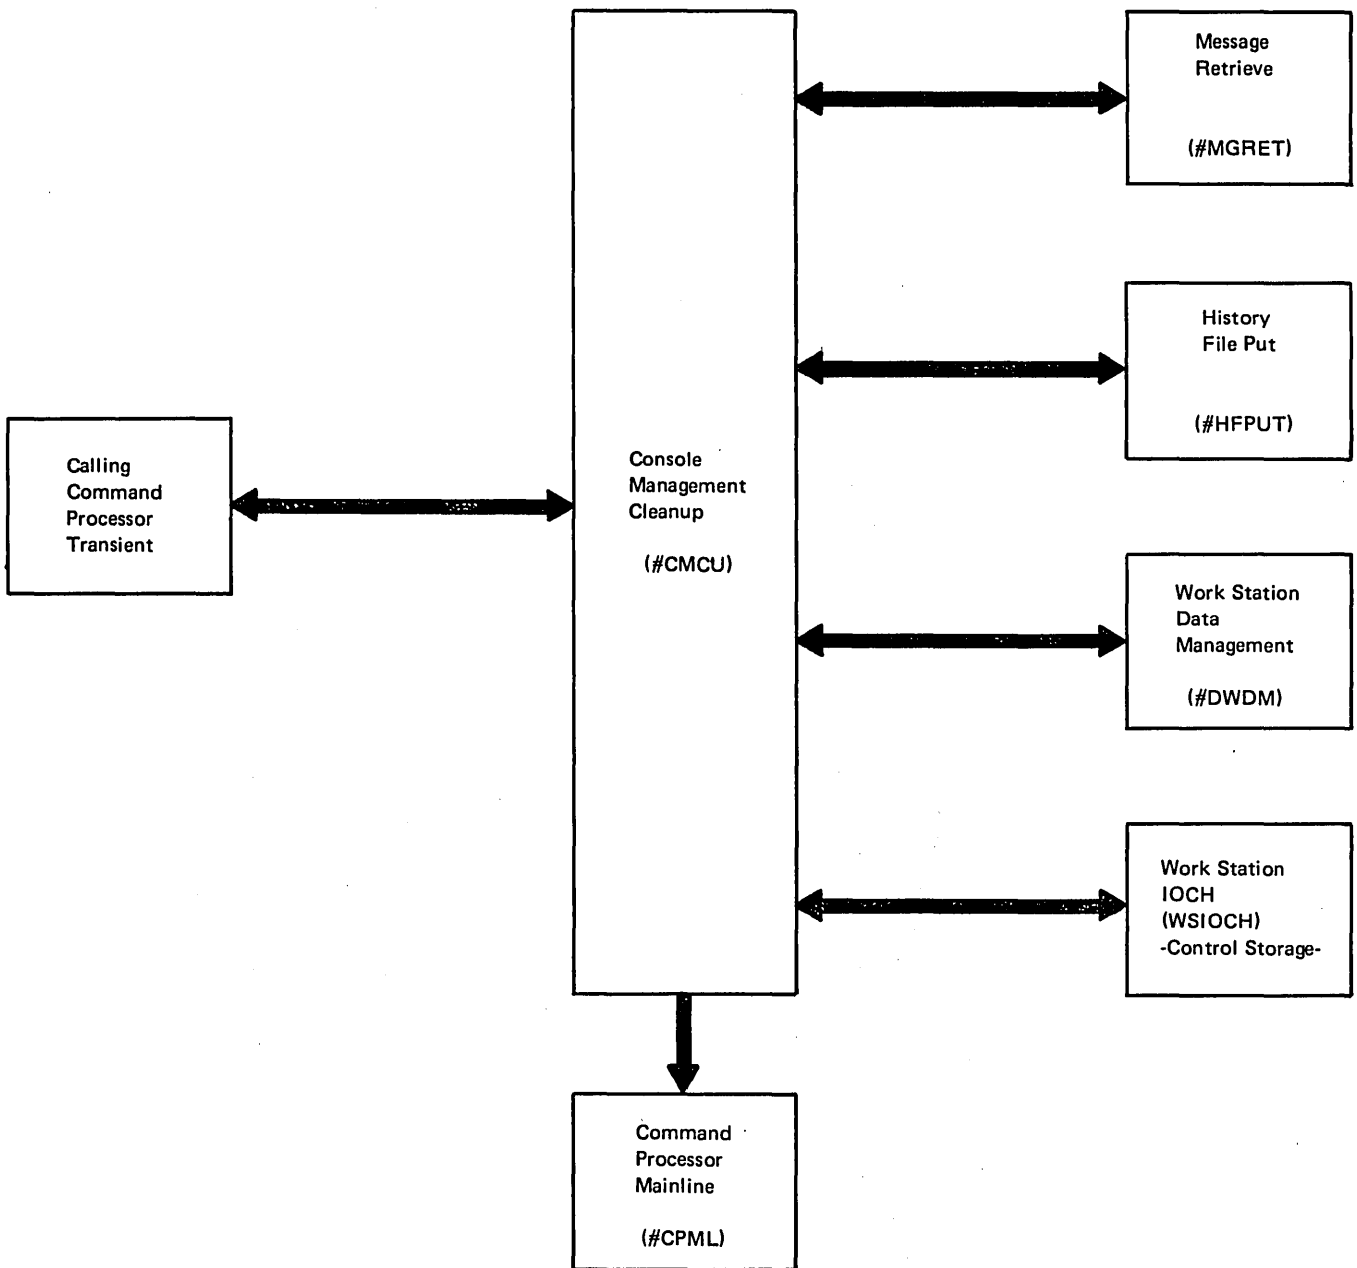 Message
Retrieve
(#MGRET)
History
File Put
(#HFPUT)
Calling
Command
Processor
Transient
Console
Management
Cleanup
(#CMCU)
Work Station
Data
Management
(#DWDM)
Work Station
IOCH
(WSIOCH)
-Control Storage-
Command
Processor
Mainline
(#CPML)